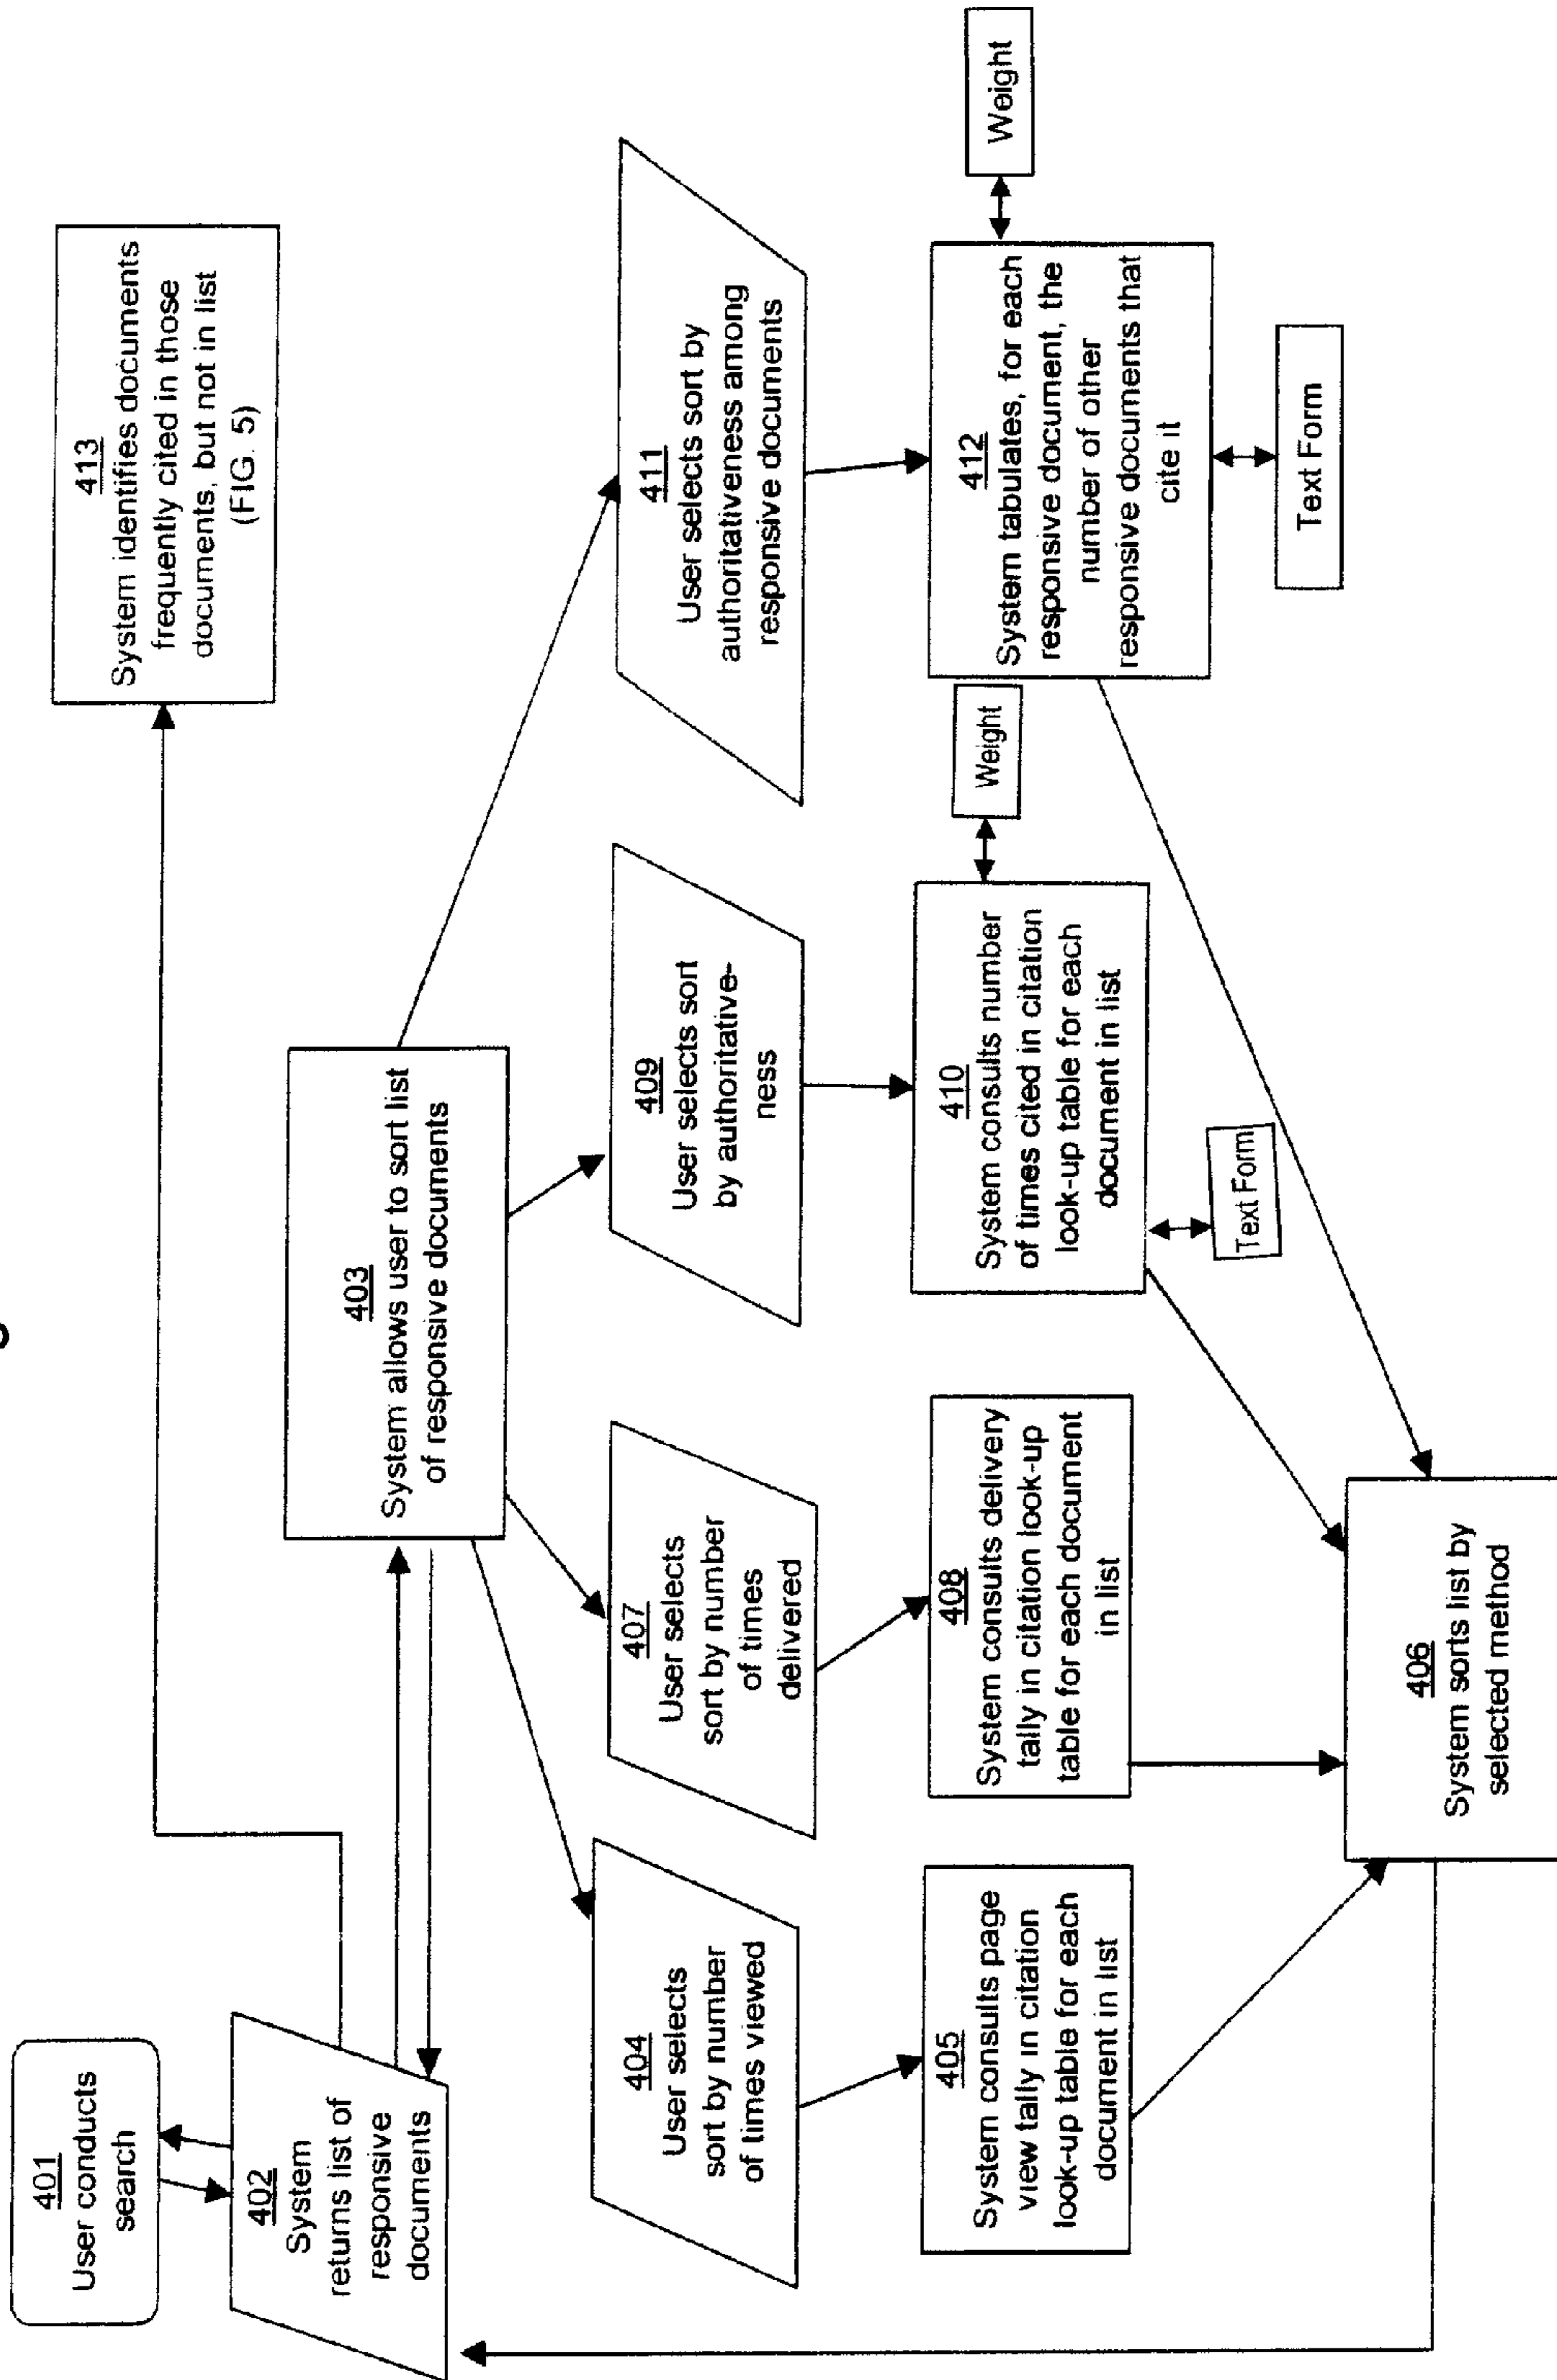 401
User conducts
search
402
System
returns list of
responsive
documents
413
System identifies documents
frequently cited in those
documents, but not in list
(FIG. 5)
403
System allows user to sort list
of responsive documents
404
User selects
sort by number
of times viewed
407
User selects
sort by number
of times
delivered
409
User selects sort
by authoritative-
ness
411
User selects sort by
authoritativeness among
responsive documents
405
System consults page
view tally in citation
look-up table for each
document in list
408
System consults delivery
tally in citation look-up
table for each document
in list
410
System consults number
of times cited in citation
look-up table for each
document in list
Weight
Text Form
412
System tabulates, for each
responsive document, the
number of other
responsive documents that
cite it
Weight
Text Form
406
System sorts list by
selected method